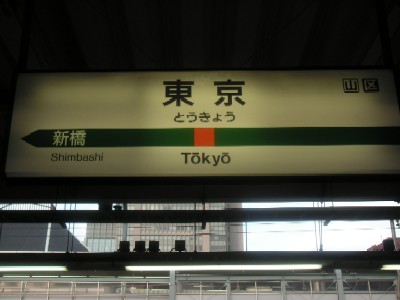 東京
山 区
とうきょう
新橋
Shimbashi
Tōkyō